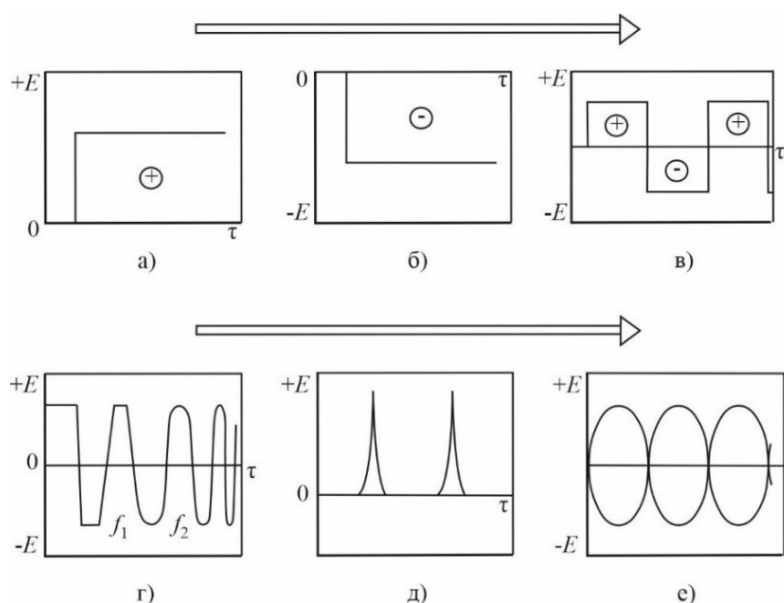 +E 0 +E
⊕ τ ⊕ ⊕
⊖ τ
⊖
0 τ -E -E
а) б) в)
+E +E +E
0 τ τ
f₁ f₂ 0 τ
-E -E
г) д) е)